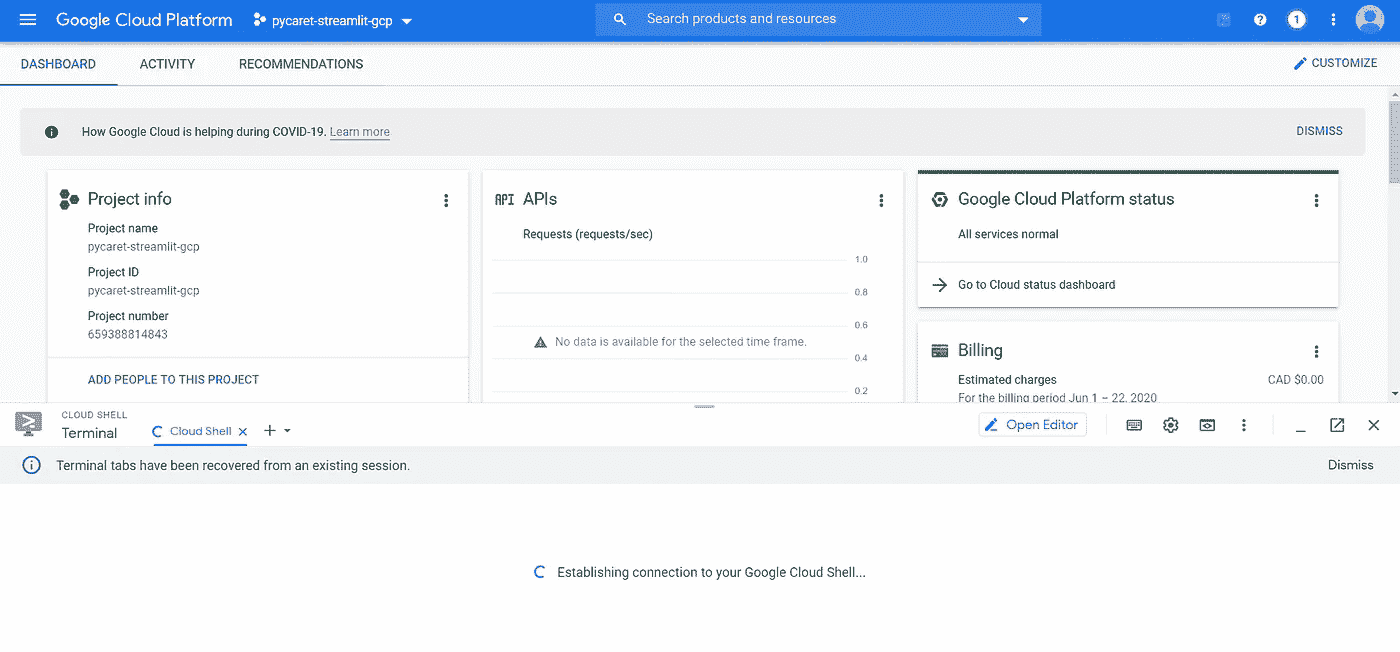 Google Cloud Platform
pycaret-streamlit-gcp
Search products and resources
1
DASHBOARD
ACTIVITY
RECOMMENDATIONS
CUSTOMIZE
How Google Cloud is helping during COVID-19. Learn more
DISMISS
Project info
Project name
pycaret-streamlit-gcp
Project ID
pycaret-streamlit-gcp
Project number
659388814843
ADD PEOPLE TO THIS PROJECT
API APIs
Requests (requests/sec)
1.0
0.8
0.6
No data is available for the selected time frame.
0.4
0.2
Google Cloud Platform status
All services normal
Go to Cloud status dashboard
Billing
Estimated charges
CAD $0.00
For the billing period Jun 1 – 22, 2020
CLOUD SHELL
Terminal
Cloud Shell
Open Editor
Terminal tabs have been recovered from an existing session.
Dismiss
Establishing connection to your Google Cloud Shell...